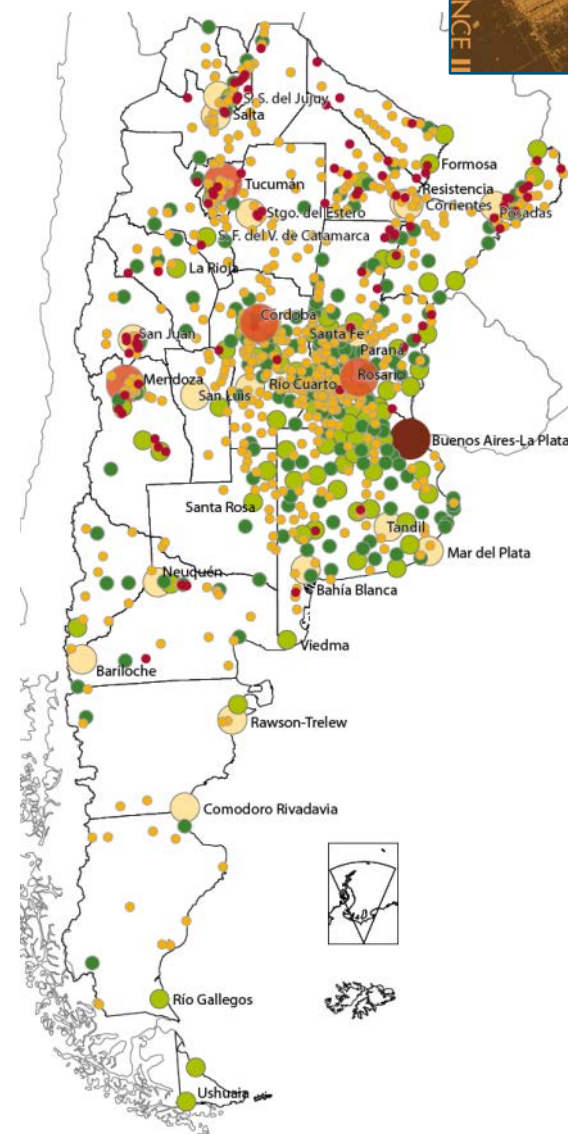 NCE II
S. S. del Jujuy
Salta
Formosa
Tucumán
Resistencia
Corrientes
Posadas
Stgo. del Estero
S. F. del V. de Catamarca
La Rioja
Córdoba
San Juan
Santa Fe
Paraná
Mendoza
Río Cuarto
Rosario
San Luis
Buenos Aires-La Plata
Santa Rosa
Tandil
Mar del Plata
Neuquén
Bahía Blanca
Viedma
Bariloche
Rawson-Trelew
Comodoro Rivadavia
Río Gallegos
Ushuaia